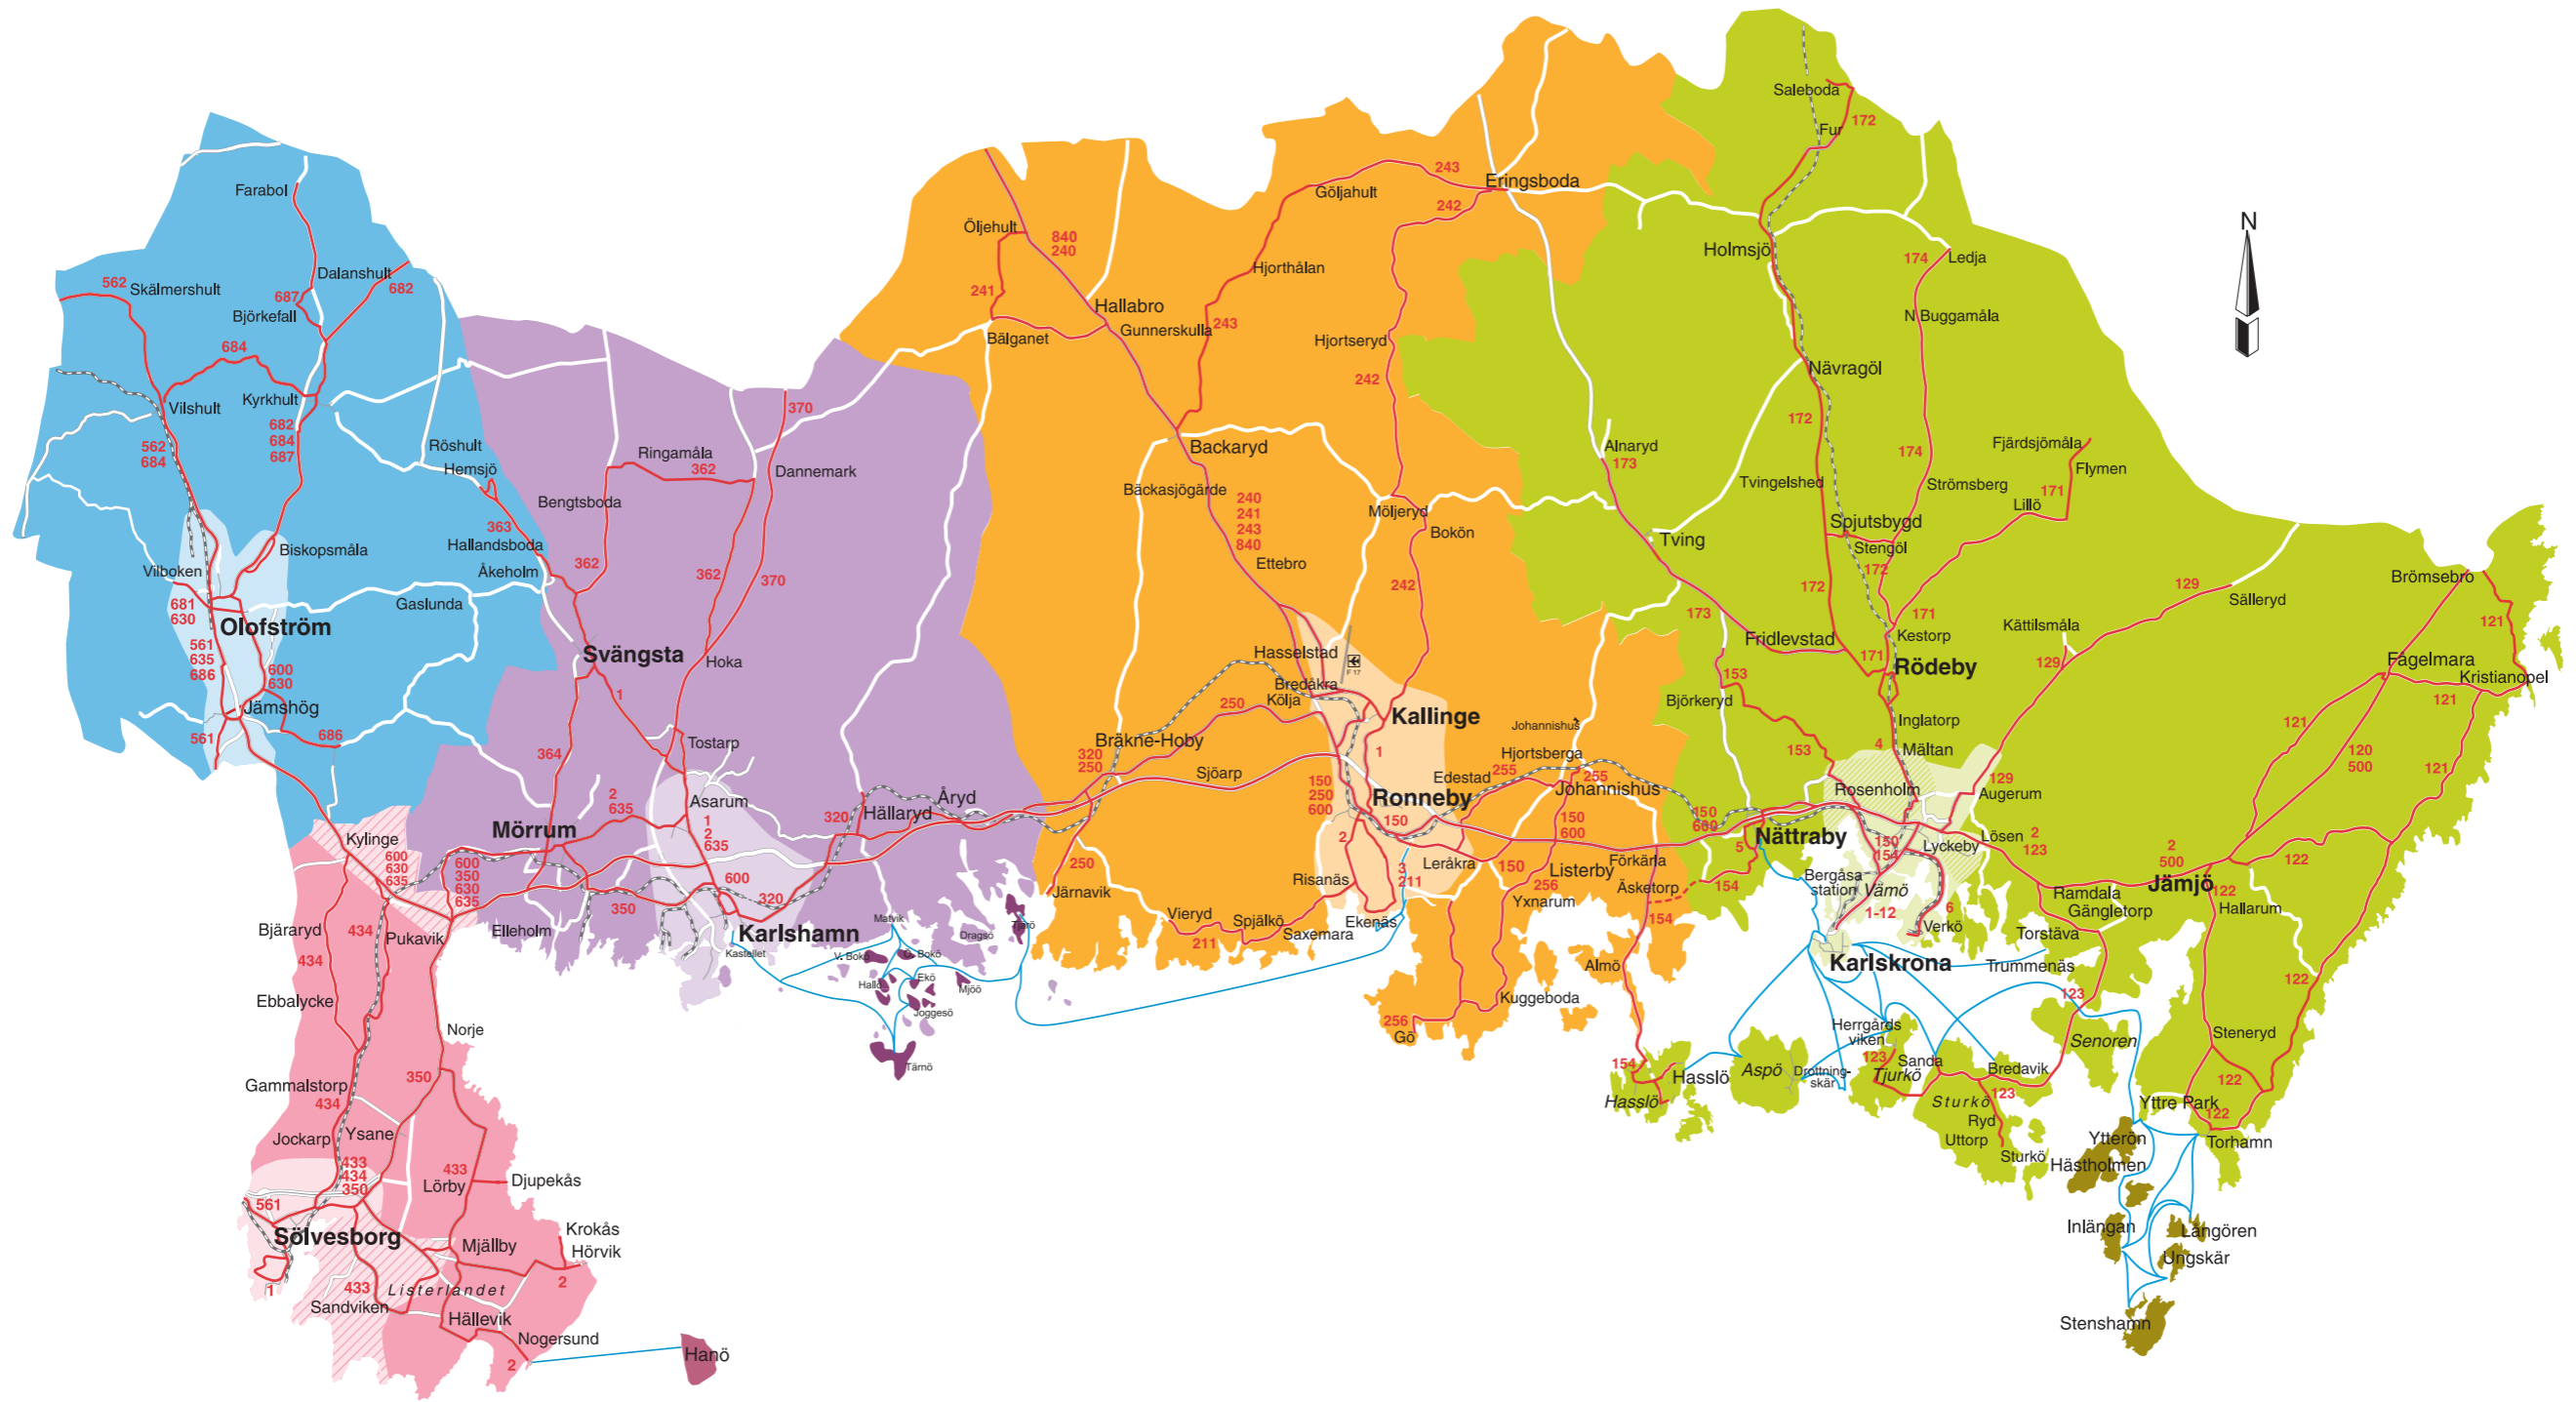 Farabol
Dalanshult
562
Skälmershult
687
682
Björkefall
684
Vilshult
Kyrkhult
682
684
687
562
684
Röshult
Hemsjö
363
Hallandsboda
Åkeholm
Biskopsmåla
Vilboken
Gaslunda
681
630
Olofström
561
635
686
600
630
Jämshög
561
686
370
Ringamåla
362
Dannemark
Bengtsboda
362
362
370
Svängsta
Hoka
1
364
Tostarp
2
635
Asarum
Mörrum
1
2
635
320
Hällaryd
Åryd
600
320
350
Elleholm
Karlshamn
Kastellet
Matvik
Dragsö
Tjärö
V. Bokö
Ö. Bokö
Ekö
Mjöö
Joggesö
Tärnö
Kylinge
600
630
635
600
350
630
635
Bjäraryd
434
Pukavik
434
Ebbalycke
Norje
350
Gammalstorp
434
Jockarp
Ysane
433
434
350
433
Lörby
Djupekås
561
Sölvesborg
Krokås
Hörvik
Mjällby
2
1
433
Listerlandet
Sandviken
Hällevik
Nogersund
2
Hanö
Öljehult
840
240
241
Hallabro
Bälganet
Gunnerskulla
243
Hjorthålan
Göljahult
243
Eringsboda
242
Hjortseryd
242
Backaryd
Bäckasjögärde
240
241
243
840
Ettebro
Möljeryd
Bokön
242
Hasselstad
F 17
Bredåkra
Kölja
250
Kallinge
Bräkne-Hoby
320
250
Sjöarp
1
Johannishus
Hjortsberga
Edestad
255
255
Johannishus
150
250
600
Ronneby
150
2
150
600
Leråkra
150
Listerby
Förkärla
250
Järnavik
Risanäs
3
211
256
Yxnarum
Vieryd
Spjälkö
211
Saxemara
Ekenäs
Kuggeboda
256
Gö
Almö
Äsketorp
154
Saleboda
Fur
172
Holmsjö
174
Ledja
N Buggamåla
Nävragöl
172
174
Fjärdsjömåla
Flymen
Alnaryd
173
Tvingelshed
Strömsberg
171
Lillö
Spjutsbygd
Stengöl
Tving
172
172
171
173
Fridlevstad
Kestorp
171
Rödeby
153
Björkeryd
Inglatorp
153
4
Mältan
Kättilsmåla
129
129
Sälleryd
Brömsebro
121
Fågelmara
Kristianopel
121
121
120
500
121
129
Augerum
Rosenholm
150
600
Nättraby
5
154
150
154
Lyckeby
Lösen
2
123
2
500
122
Jämjö
122
Hallarum
Ramdala
Gängletorp
Bergåsa
station
Vämö
1-12
6
Verkö
Torstäva
Karlskrona
Trummenäs
123
122
Herrgårds
viken
Senoren
Steneryd
154
Hasslö
Aspö
Drottning-
skär
123
Sanda
Tjurkö
Bredavik
122
Hasslö
Sturkö
123
Ryd
Uttorp
Sturkö
Yttre Park
122
Torhamn
Ytterön
Hästholmen
Inlängan
Långören
Ungskär
Stenshamn
N